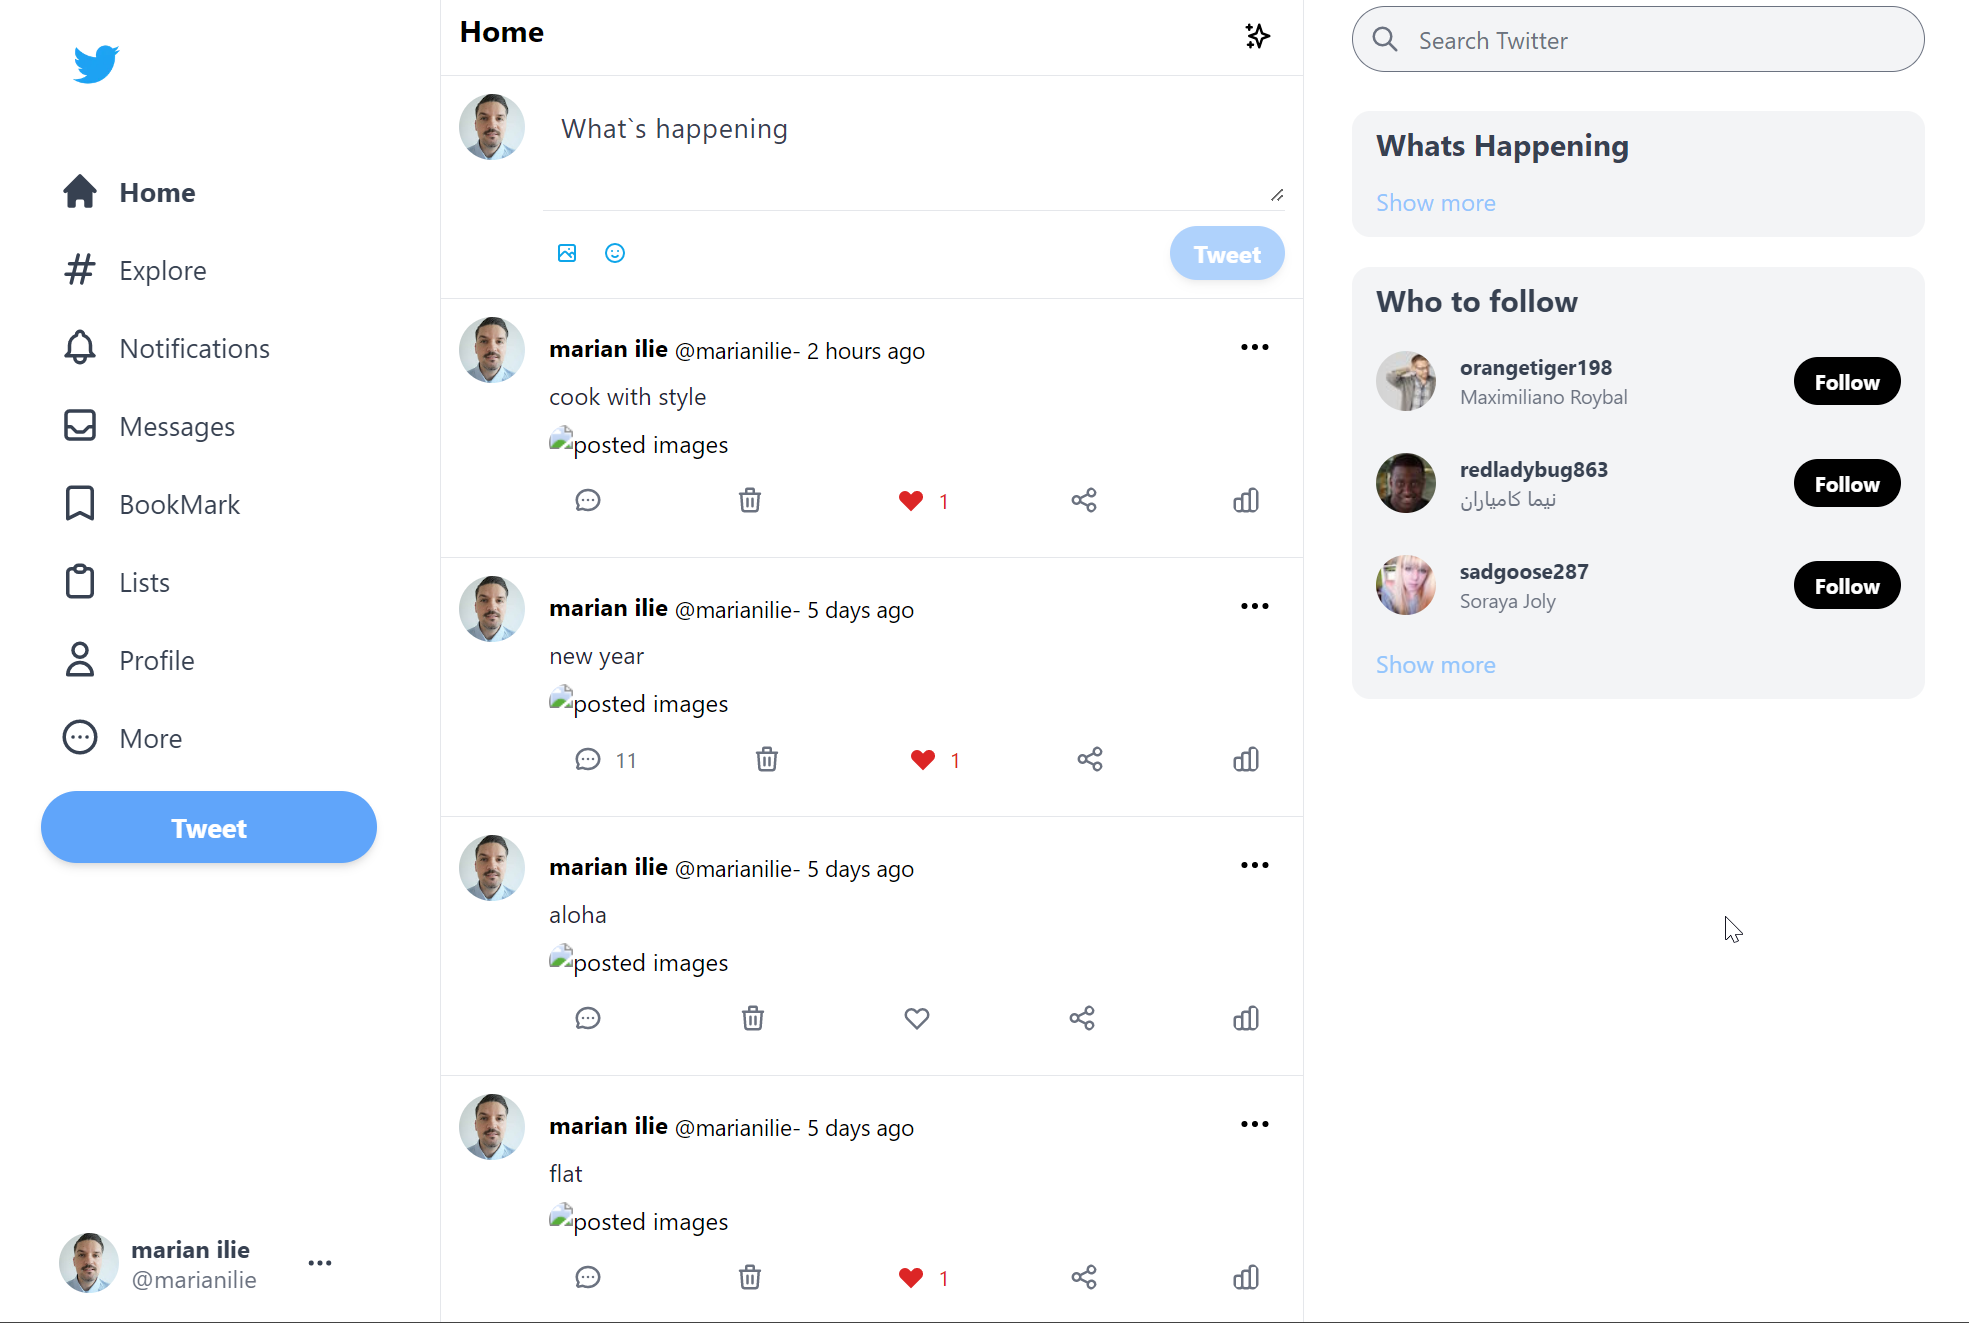 Home
Explore
Notifications
Messages
BookMark
Lists
Profile
More
Tweet
marian ilie
@marianilie
Home
What`s happening
Tweet
marian ilie @marianilie- 2 hours ago
cook with style
posted images
1
marian ilie @marianilie- 5 days ago
new year
posted images
11 1
marian ilie @marianilie- 5 days ago
aloha
posted images
marian ilie @marianilie- 5 days ago
flat
posted images
1
Search Twitter
Whats Happening
Show more
Who to follow
orangetiger198
Maximiliano Roybal
Follow
redladybug863
نیما کامیاران
Follow
sadgoose287
Soraya Joly
Follow
Show more